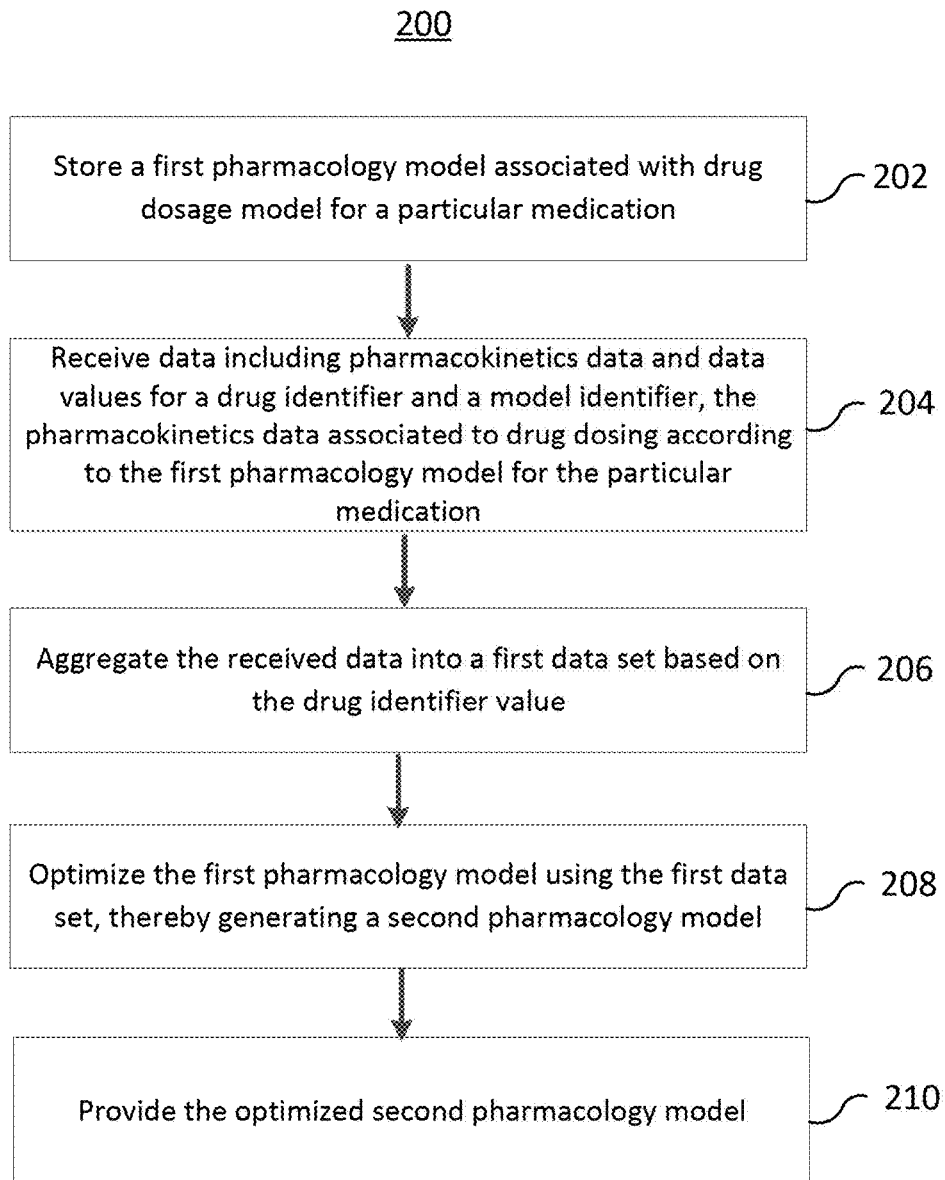 200
Store a first pharmacology model associated with drug
dosage model for a particular medication
202
Receive data including pharmacokinetics data and data
values for a drug identifier and a model identifier, the
pharmacokinetics data associated to drug dosing according
to the first pharmacology model for the particular
medication
204
Aggregate the received data into a first data set based on
the drug identifier value
206
Optimize the first pharmacology model using the first data
set, thereby generating a second pharmacology model
208
Provide the optimized second pharmacology model
210